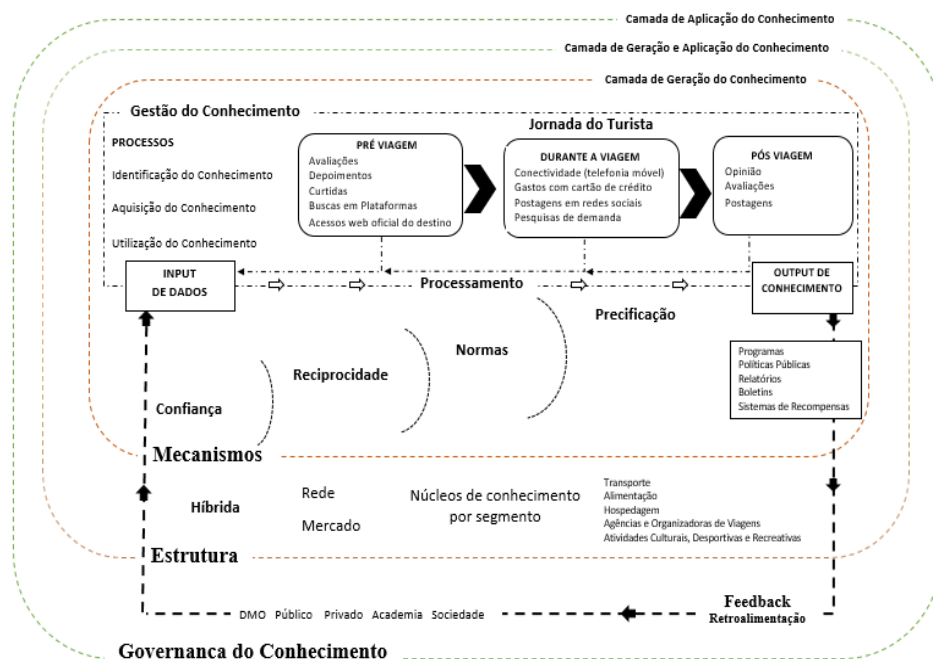 Camada de Aplicação do Conhecimento
Camada de Geração e Aplicação do Conhecimento
Camada de Geração do Conhecimento
Gestão do Conhecimento
Jornada do Turista
PROCESSOS
Identificação do Conhecimento
Aquisição do Conhecimento
Utilização do Conhecimento
PRÉ VIAGEM
Avaliações
Depoimentos
Curtidas
Buscas em Plataformas
Acessos web oficial do destino
DURANTE A VIAGEM
Conectividade (telefonia móvel)
Gastos com cartão de crédito
Postagens em redes sociais
Pesquisas de demanda
PÓS VIAGEM
Opinião
Avaliações
Postagens
INPUT
DE DADOS
Processamento
OUTPUT DE
CONHECIMENTO
Precificação
Normas
Reciprocidade
Confiança
Programas
Políticas Públicas
Relatórios
Boletins
Sistemas de Recompensas
Mecanismos
Híbrida
Rede
Mercado
Núcleos de conhecimento
por segmento
Transporte
Alimentação
Hospedagem
Agências e Organizadoras de Viagens
Atividades Culturais, Desportivas e Recreativas
Estrutura
DMO Público Privado Academia Sociedade
Feedback
Retroalimentação
Governança do Conhecimento